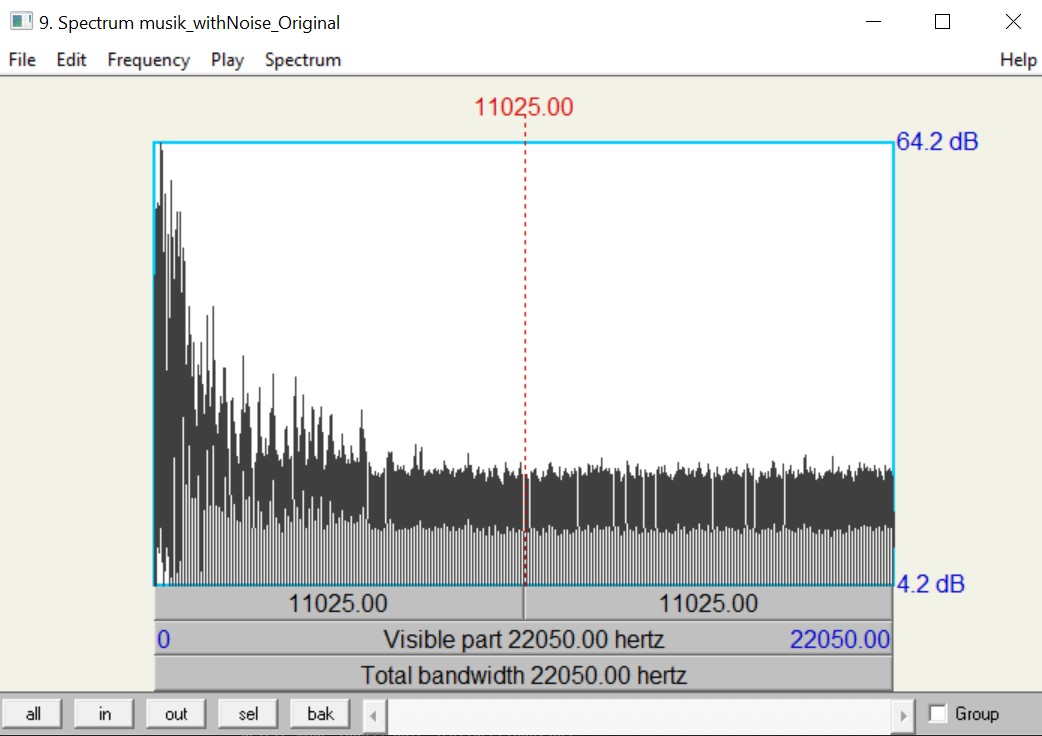 9. Spectrum musik_withNoise_Original
File Edit Frequency Play Spectrum Help
11025.00
64.2 dB
4.2 dB
11025.00 11025.00
0 Visible part 22050.00 hertz 22050.00
Total bandwidth 22050.00 hertz
all in out sel bak Group